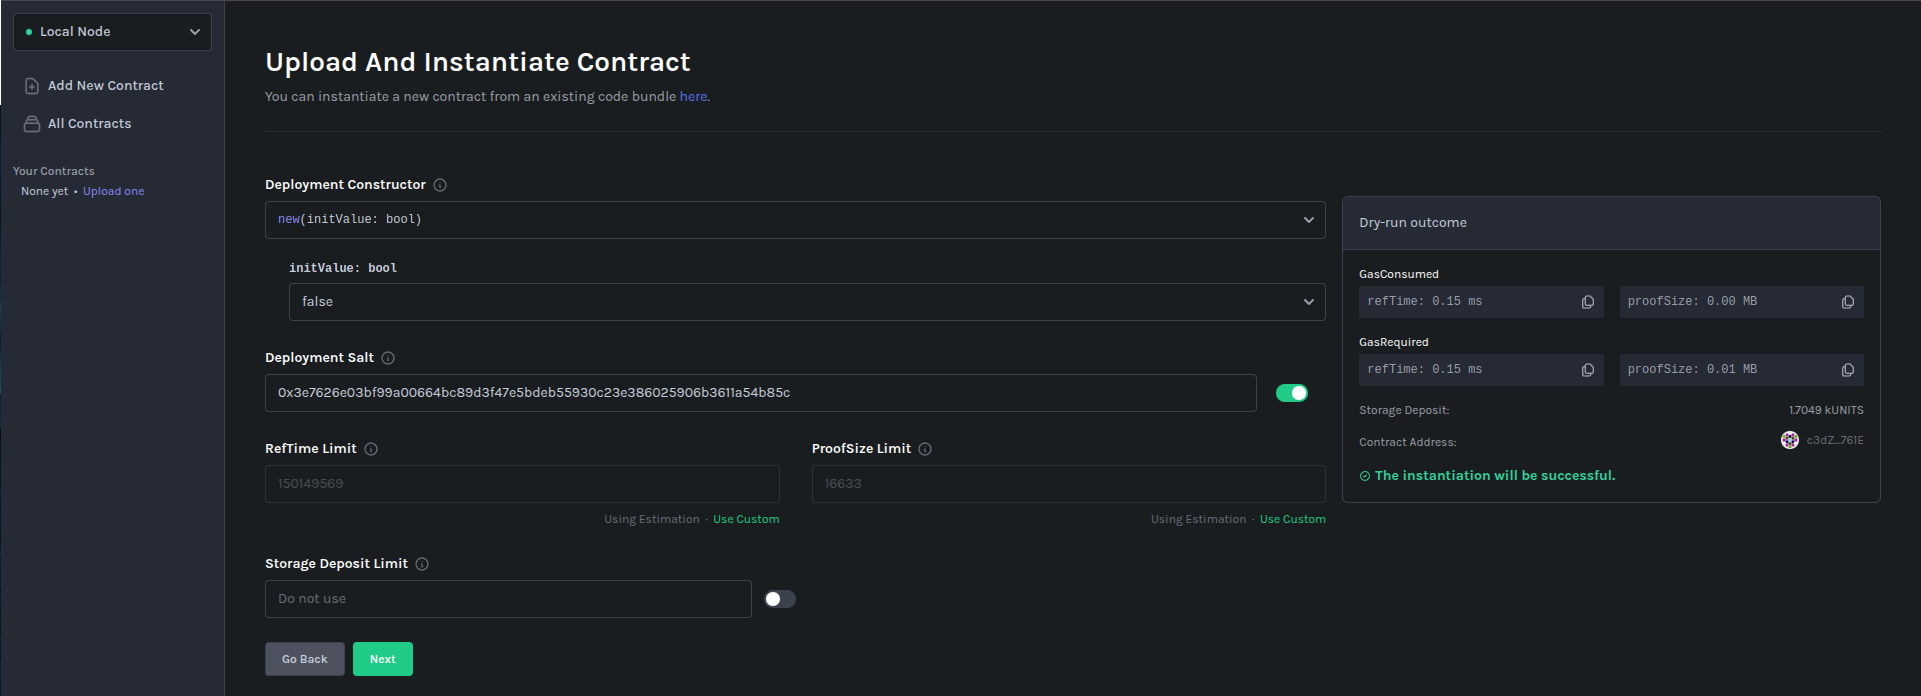 Local Node
Add New Contract
All Contracts
Your Contracts
None yet • Upload one
Upload And Instantiate Contract
You can instantiate a new contract from an existing code bundle here.
Deployment Constructor
new(initValue: bool)
initValue: bool
false
Deployment Salt
0x3e7626e03bf99a00664bc89d3f47e5bdeb55930c23e386025906b3611a54b85c
RefTime Limit
150149569
Using Estimation · Use Custom
ProofSize Limit
16633
Using Estimation · Use Custom
Storage Deposit Limit
Do not use
Go Back
Next
Dry-run outcome
GasConsumed
refTime: 0.15 ms
proofSize: 0.00 MB
GasRequired
refTime: 0.15 ms
proofSize: 0.01 MB
Storage Deposit:
1.7049 kUNITS
Contract Address:
c3dZ...761E
The instantiation will be successful.